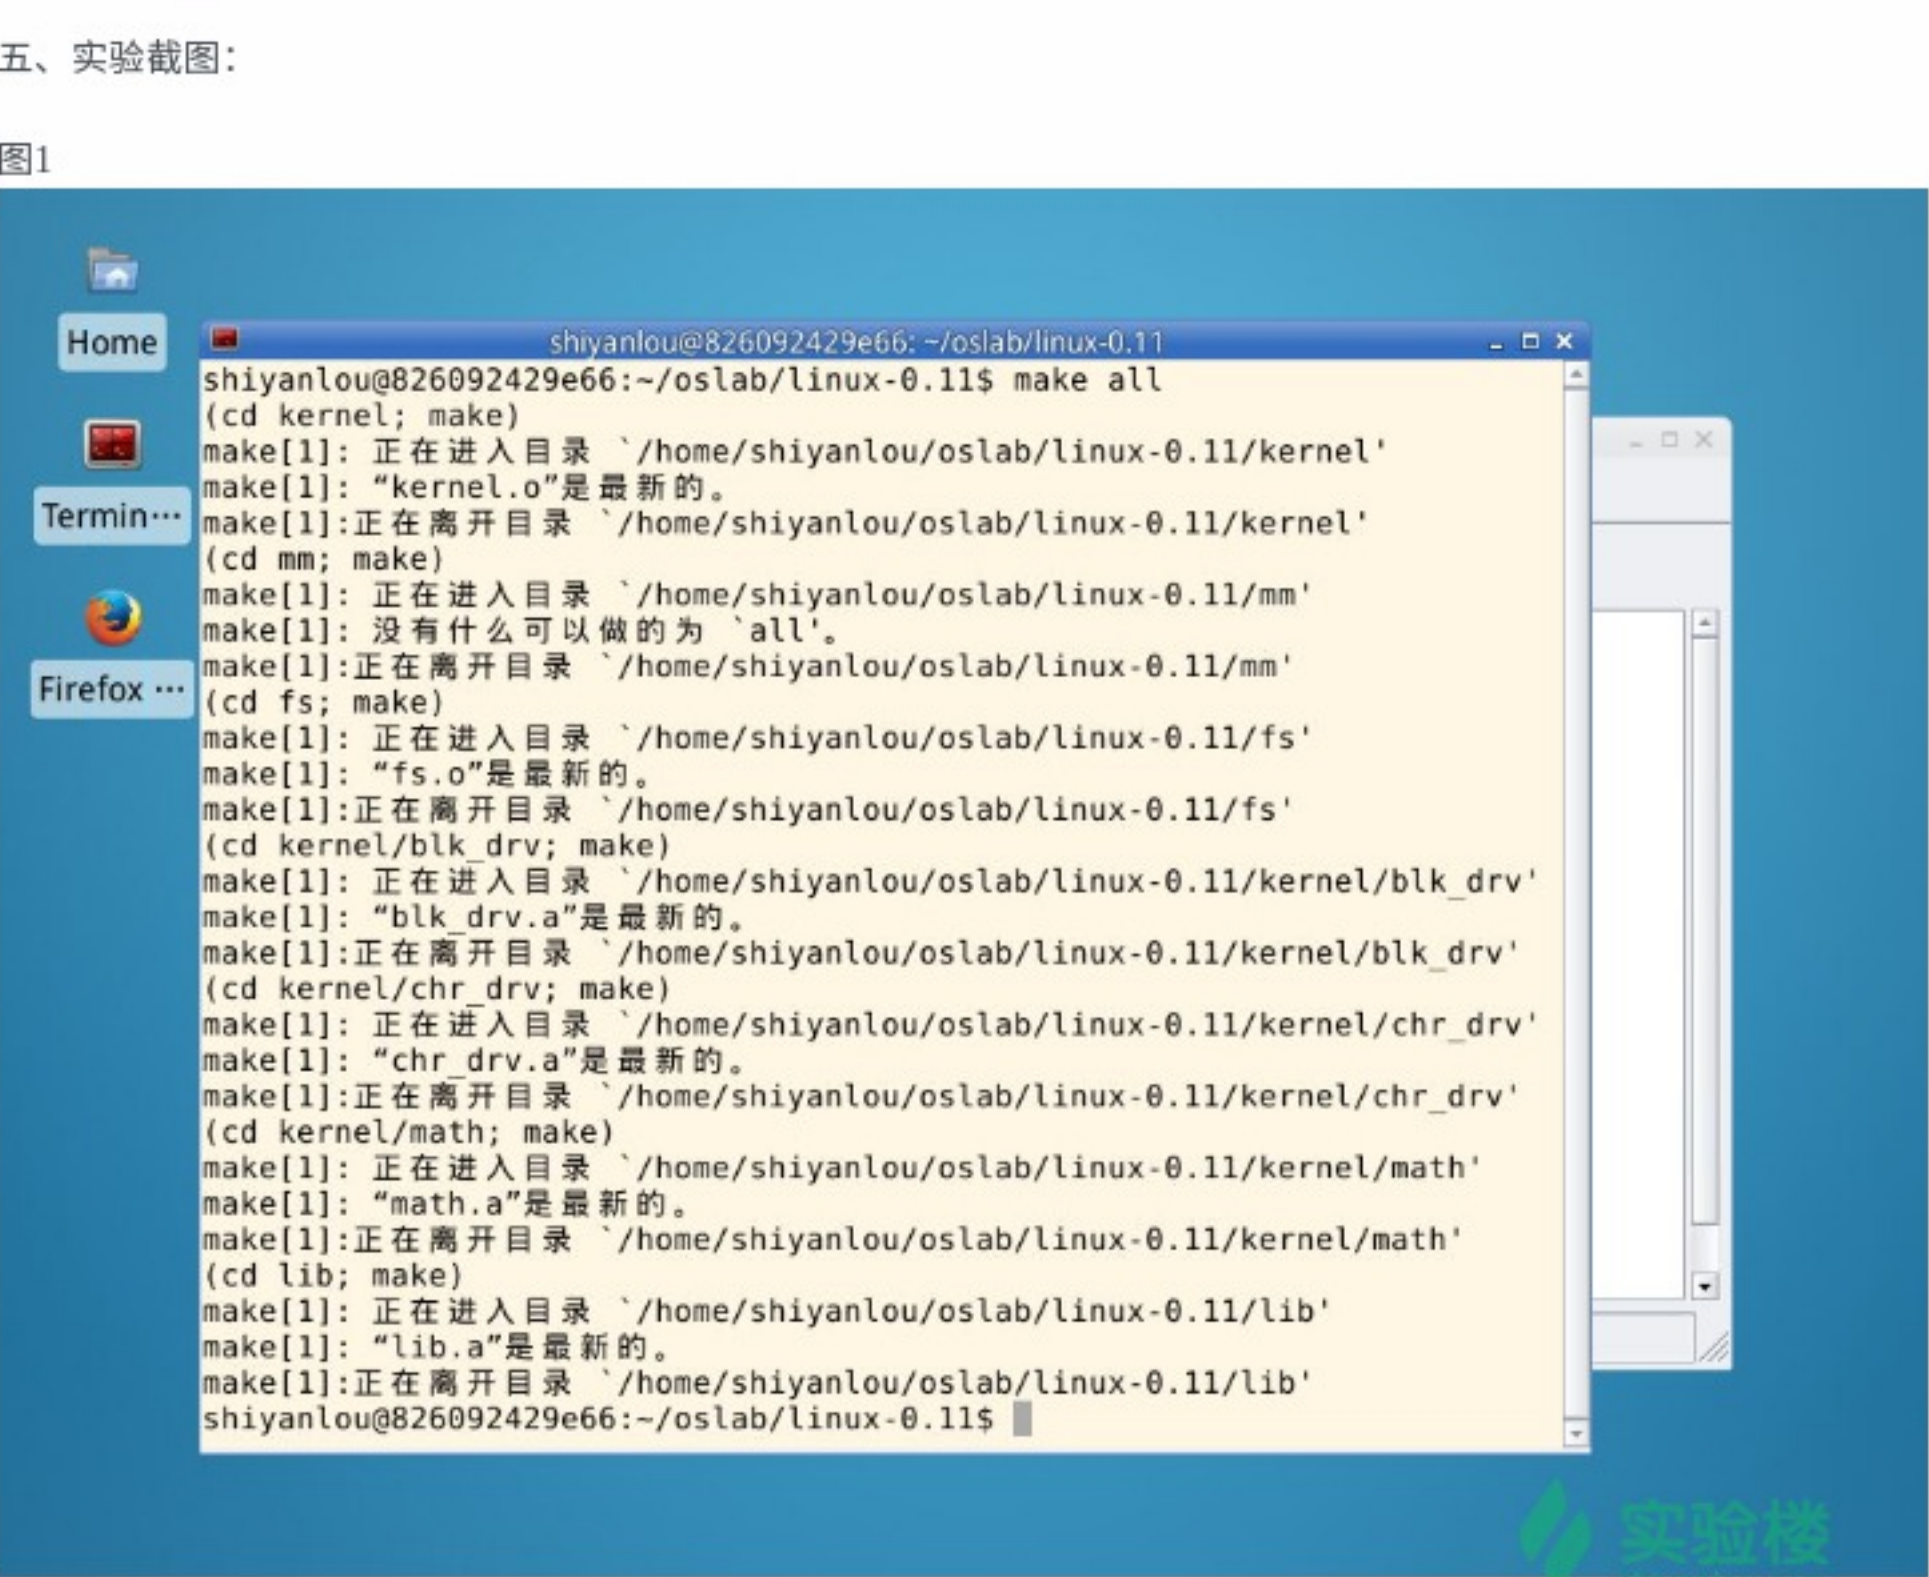 五、实验截图：
图1
Home
Termin…
Firefox …
shiyanlou@826092429e66: ~/oslab/linux-0.11
shiyanlou@826092429e66:~/oslab/linux-0.11$ make all
(cd kernel; make)
make[1]: 正在进入目录 `/home/shiyanlou/oslab/linux-0.11/kernel'
make[1]: “kernel.o”是最新的。
make[1]:正在离开目录 `/home/shiyanlou/oslab/linux-0.11/kernel'
(cd mm; make)
make[1]: 正在进入目录 `/home/shiyanlou/oslab/linux-0.11/mm'
make[1]: 没有什么可以做的为 `all'。
make[1]:正在离开目录 `/home/shiyanlou/oslab/linux-0.11/mm'
(cd fs; make)
make[1]: 正在进入目录 `/home/shiyanlou/oslab/linux-0.11/fs'
make[1]: “fs.o”是最新的。
make[1]:正在离开目录 `/home/shiyanlou/oslab/linux-0.11/fs'
(cd kernel/blk_drv; make)
make[1]: 正在进入目录 `/home/shiyanlou/oslab/linux-0.11/kernel/blk_drv'
make[1]: “blk_drv.a”是最新的。
make[1]:正在离开目录 `/home/shiyanlou/oslab/linux-0.11/kernel/blk_drv'
(cd kernel/chr_drv; make)
make[1]: 正在进入目录 `/home/shiyanlou/oslab/linux-0.11/kernel/chr_drv'
make[1]: “chr_drv.a”是最新的。
make[1]:正在离开目录 `/home/shiyanlou/oslab/linux-0.11/kernel/chr_drv'
(cd kernel/math; make)
make[1]: 正在进入目录 `/home/shiyanlou/oslab/linux-0.11/kernel/math'
make[1]: “math.a”是最新的。
make[1]:正在离开目录 `/home/shiyanlou/oslab/linux-0.11/kernel/math'
(cd lib; make)
make[1]: 正在进入目录 `/home/shiyanlou/oslab/linux-0.11/lib'
make[1]: “lib.a”是最新的。
make[1]:正在离开目录 `/home/shiyanlou/oslab/linux-0.11/lib'
shiyanlou@826092429e66:~/oslab/linux-0.11$
实验楼